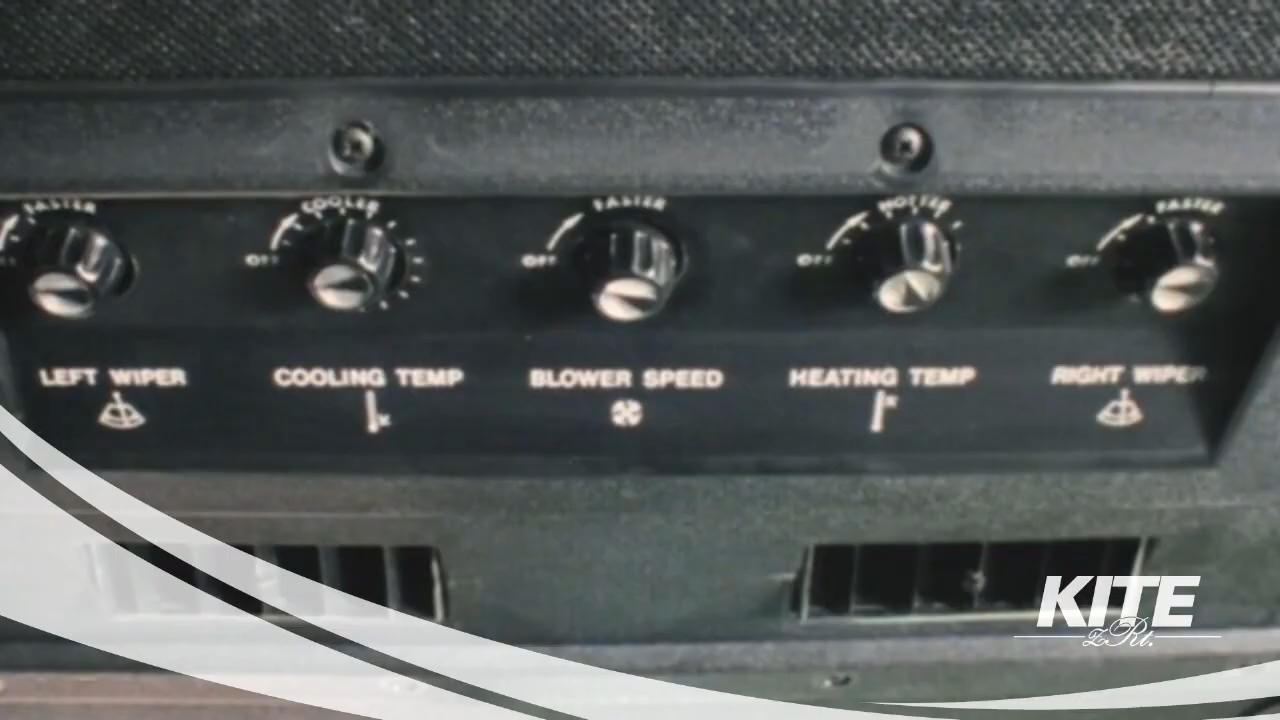 FASTER COOLER FASTER HOTTER FASTER
OFF OFF OFF OFF
LEFT WIPER COOLING TEMP BLOWER SPEED HEATING TEMP RIGHT WIPER
KITE
zRt.